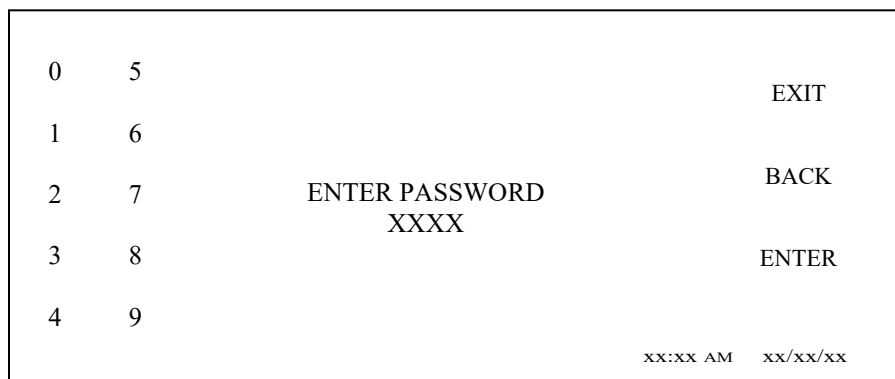 0 5
EXIT
1 6
BACK
2 7 ENTER PASSWORD
XXXX
3 8 ENTER
4 9
xx:xx AM xx/xx/xx